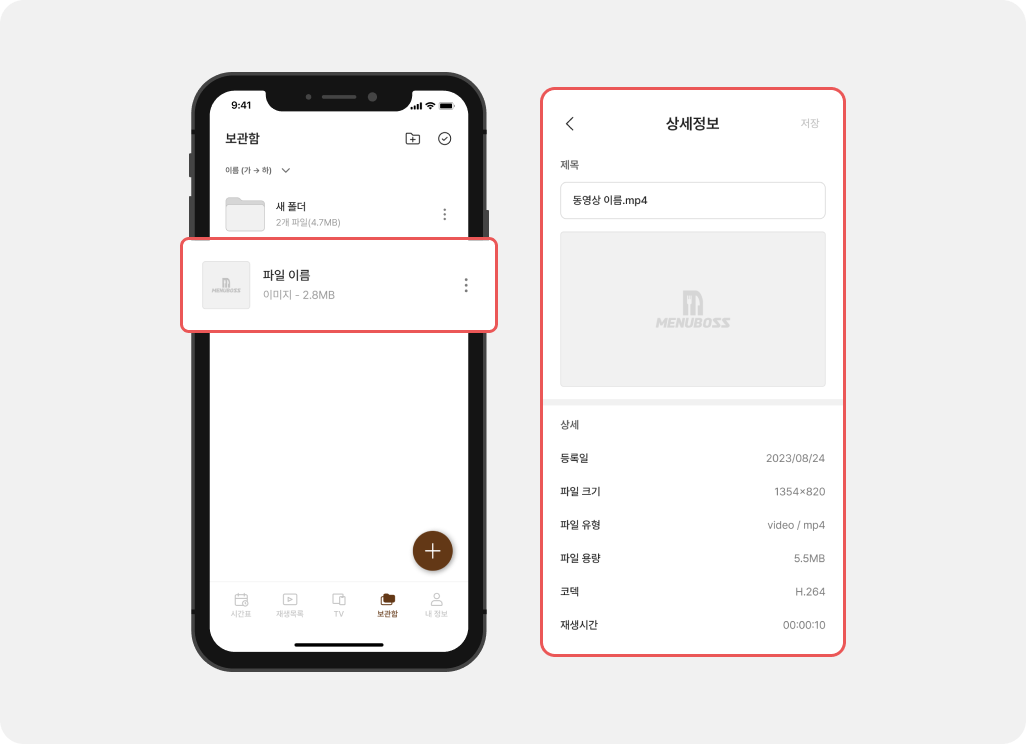 9:41
보관함
이름 (가 → 하)
새 폴더
2개 파일(4.7MB)
MENUBOSS
파일 이름
이미지 - 2.8MB
시간표
재생목록
TV
보관함
내 정보
상세정보
저장
제목
동영상 이름.mp4
MENUBOSS
상세
등록일
2023/08/24
파일 크기
1354×820
파일 유형
video / mp4
파일 용량
5.5MB
코덱
H.264
재생시간
00:00:10